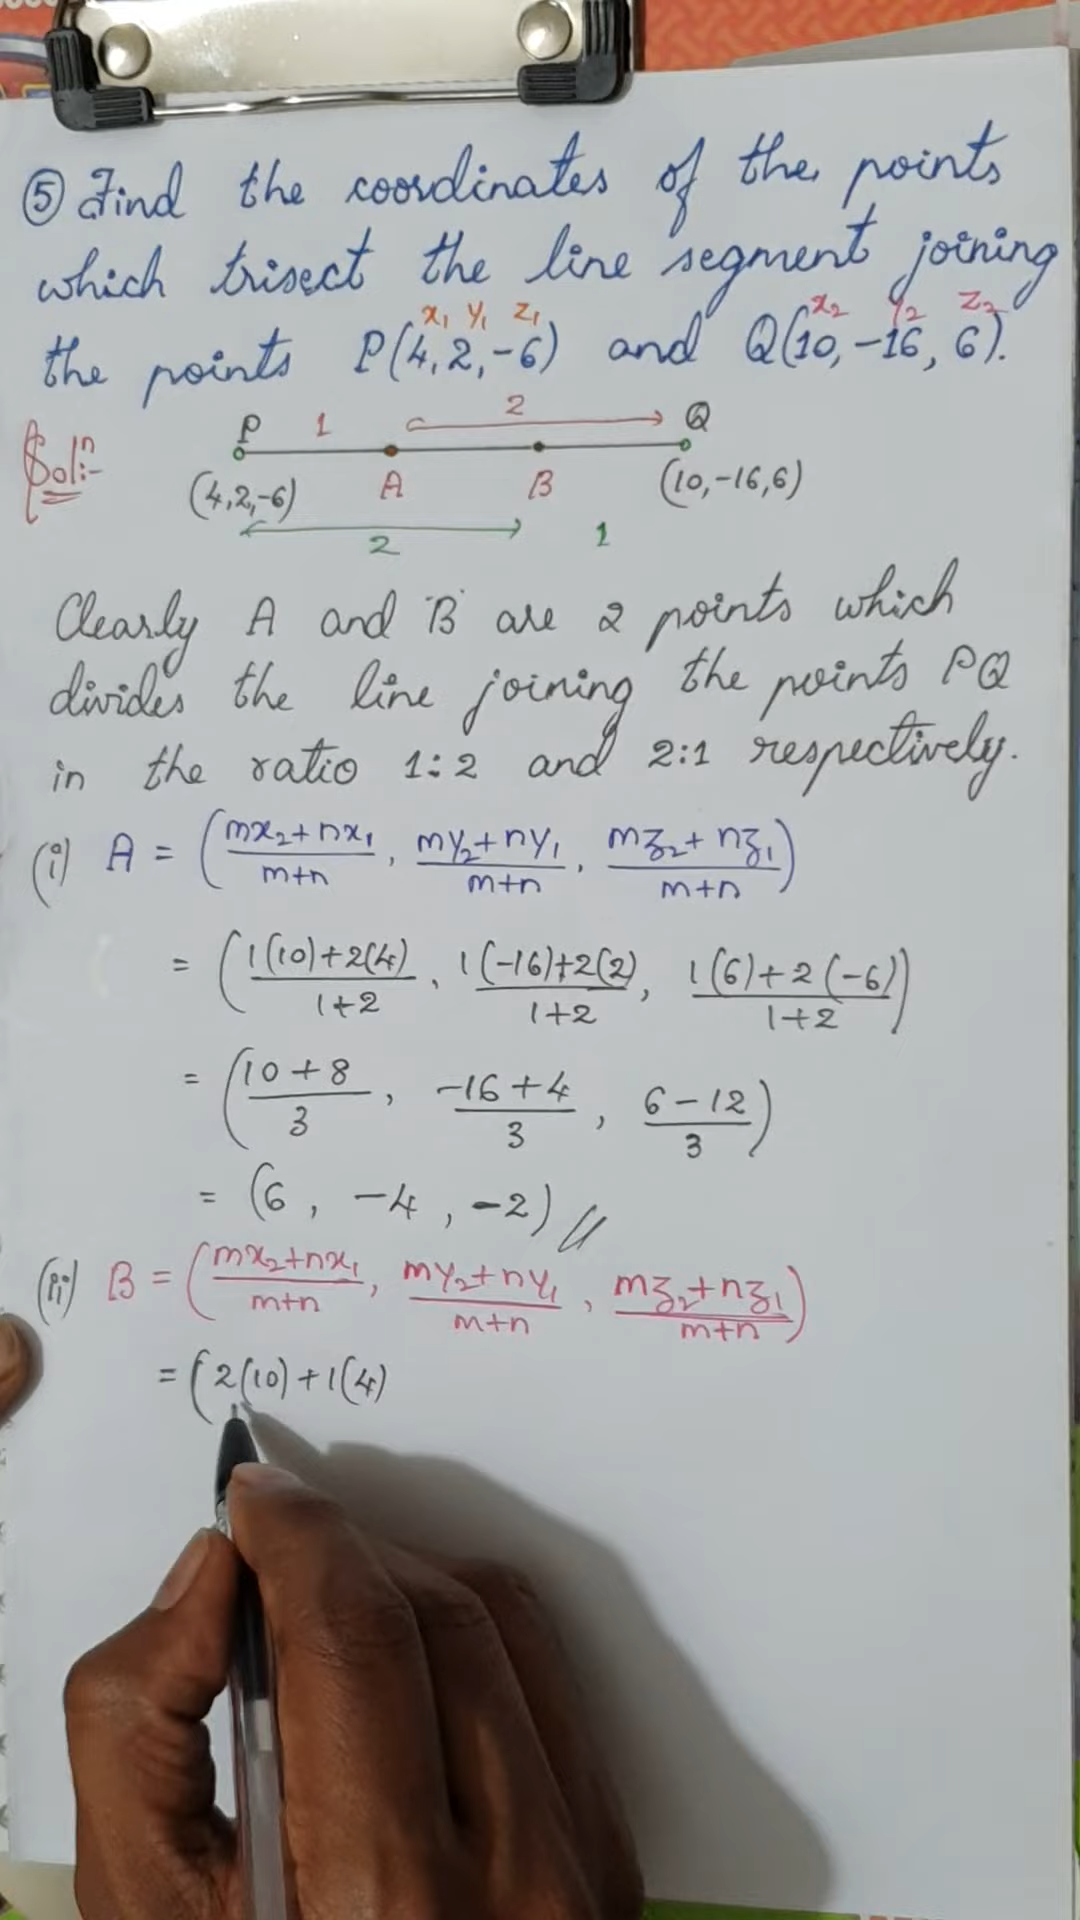 ⑤ Find the coordinates of the points
which trisect the line segment joining
x₁ y₁ z₁ x₂ y₂ z₂
the points P(4,2,-6) and Q(10,-16,6).
Solⁿ:-
P 1 2 Q
(4,2,-6) A B (10,-16,6)
2 1
Clearly A and 'B' are 2 points which
divides the line joining the points PQ
in the ratio 1:2 and 2:1 respectively.
(i) A = ( (mx₂+nx₁)/(m+n) , (my₂+ny₁)/(m+n) , (mz₂+nz₁)/(m+n) )
= ( (1(10)+2(4))/(1+2) , (1(-16)+2(2))/(1+2) , (1(6)+2(-6))/(1+2) )
= ( (10+8)/3 , (-16+4)/3 , (6-12)/3 )
= (6, -4, -2) //
(ii) B = ( (mx₂+nx₁)/(m+n) , (my₂+ny₁)/(m+n) , (mz₂+nz₁)/(m+n) )
= ( 2(10)+1(4)